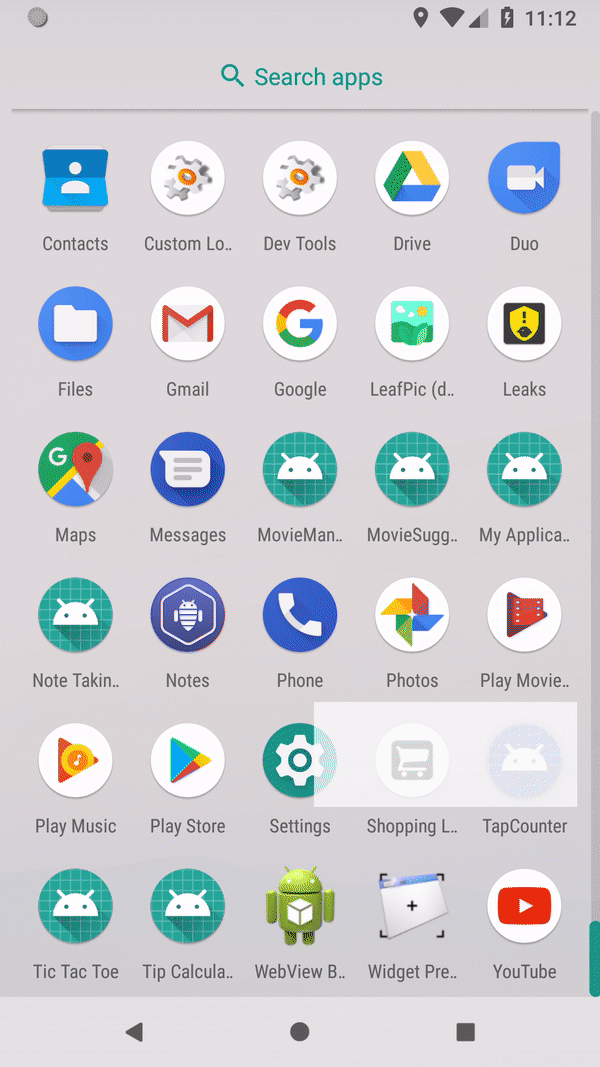 11:12
Search apps
Contacts
Custom Lo..
Dev Tools
Drive
Duo
Files
Gmail
Google
LeafPic (d..
Leaks
Maps
Messages
MovieMan..
MovieSugg..
My Applica..
Note Takin..
Notes
Phone
Photos
Play Movie..
Play Music
Play Store
Settings
Shopping L..
TapCounter
Tic Tac Toe
Tip Calcula..
WebView B..
Widget Pre..
YouTube